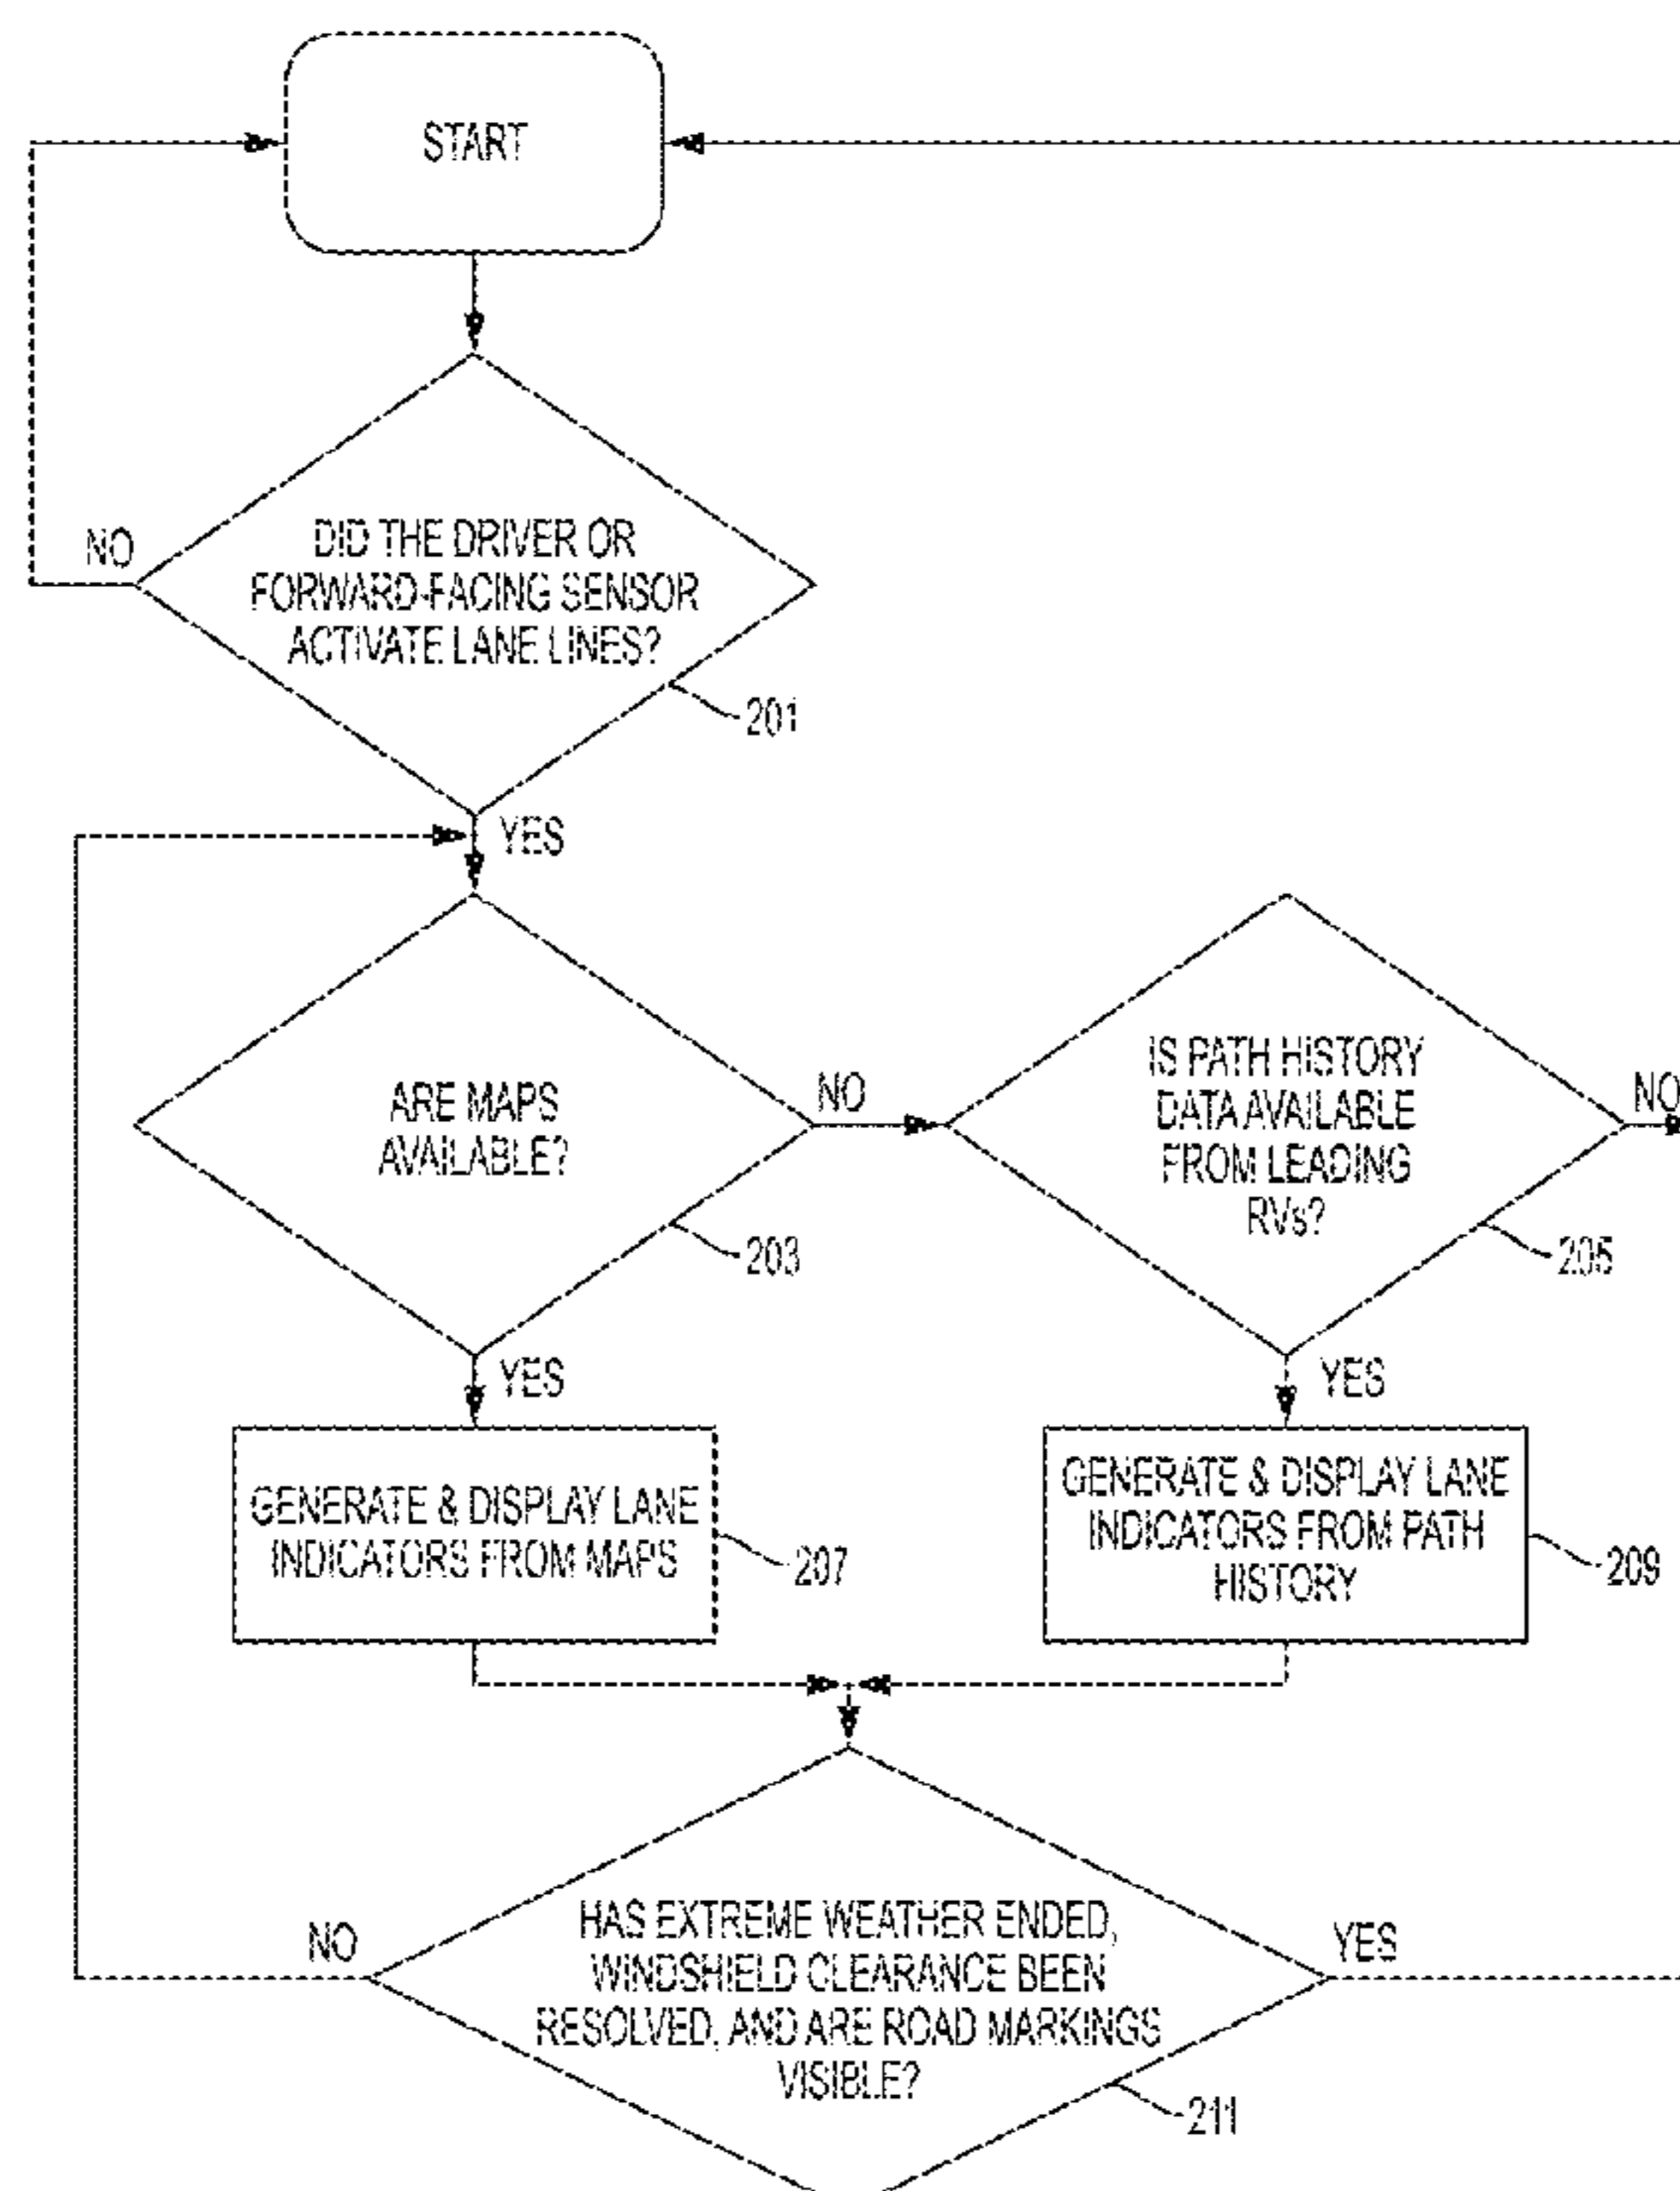 START
NO
DID THE DRIVER OR
FORWARD-FACING SENSOR
ACTIVATE LANE LINES?
201
YES
ARE MAPS
AVAILABLE?
203
NO
IS PATH HISTORY
DATA AVAILABLE
FROM LEADING
RVs?
205
NO
YES
YES
GENERATE & DISPLAY LANE
INDICATORS FROM MAPS
207
GENERATE & DISPLAY LANE
INDICATORS FROM PATH
HISTORY
209
NO
HAS EXTREME WEATHER ENDED,
WINDSHIELD CLEARANCE BEEN
RESOLVED, AND ARE ROAD MARKINGS
VISIBLE?
YES
211